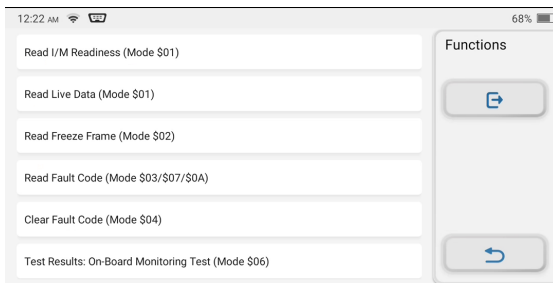 12:22 AM
68%
Read I/M Readiness (Mode $01)
Read Live Data (Mode $01)
Read Freeze Frame (Mode $02)
Read Fault Code (Mode $03/$07/$0A)
Clear Fault Code (Mode $04)
Test Results: On-Board Monitoring Test (Mode $06)
Functions